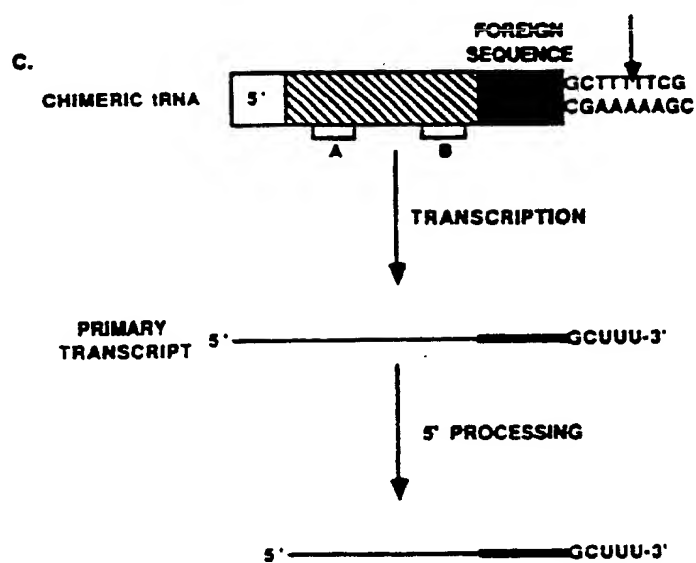 C.
FOREIGN
SEQUENCE
CHIMERIC tRNA
5'
GCTTTTTCG
CGAAAAAGC
A
B
TRANSCRIPTION
PRIMARY
TRANSCRIPT
5'
GCUUU-3'
5' PROCESSING
5'
GCUUU-3'